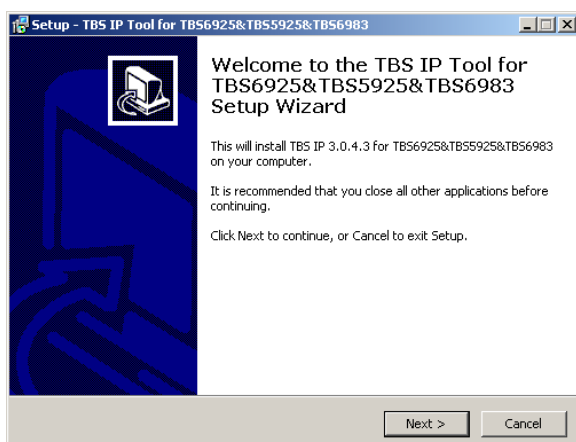 Setup - TBS IP Tool for TBS6925&TBS5925&TBS6983
Welcome to the TBS IP Tool for
TBS6925&TBS5925&TBS6983
Setup Wizard
This will install TBS IP 3.0.4.3 for TBS6925&TBS5925&TBS6983
on your computer.
It is recommended that you close all other applications before
continuing.
Click Next to continue, or Cancel to exit Setup.
Next >
Cancel